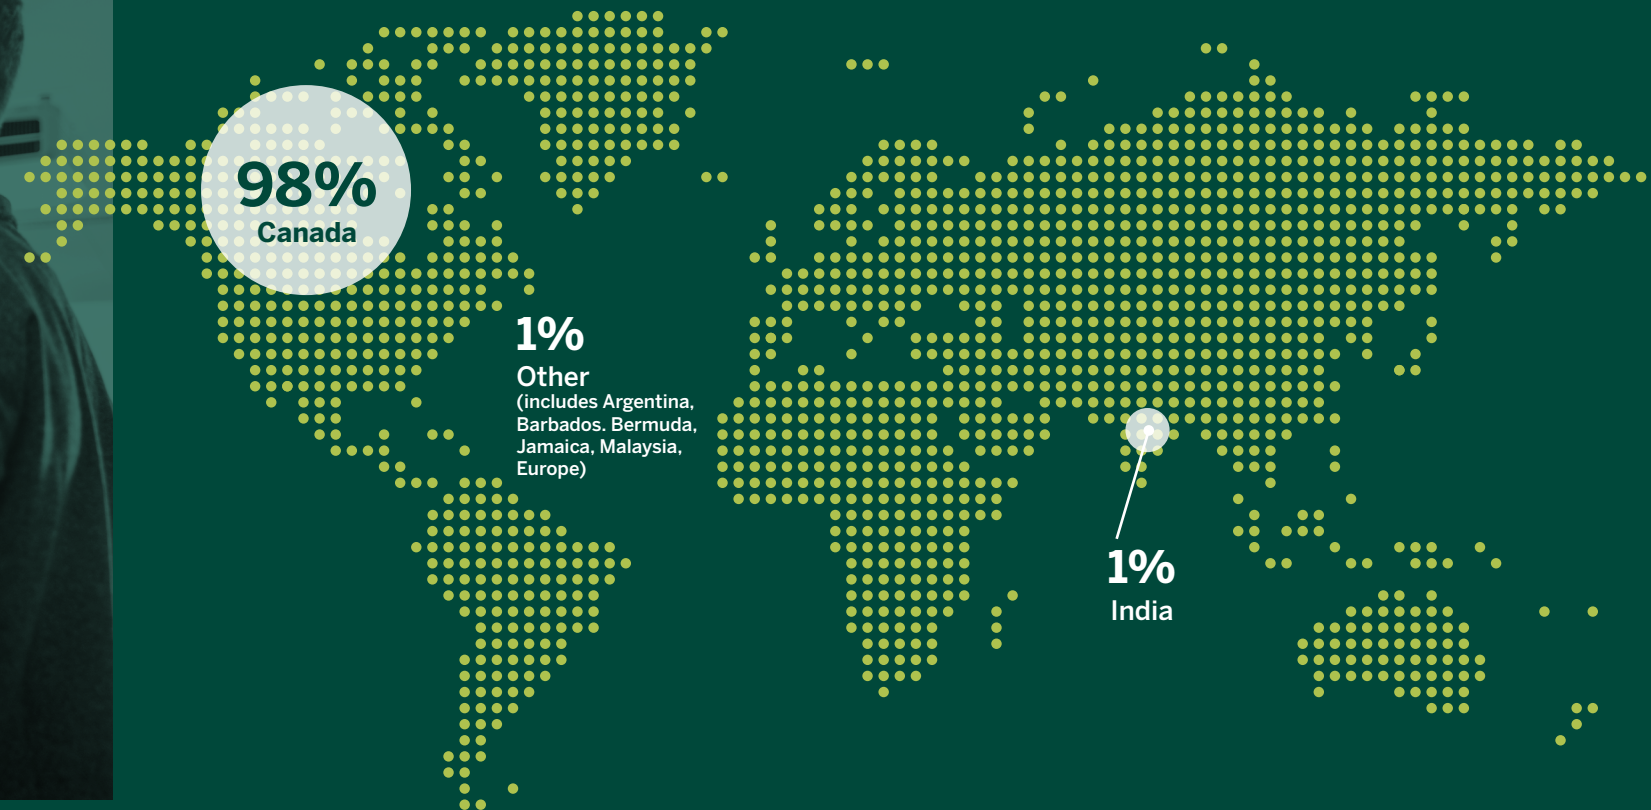 98%
Canada
1%
Other
(includes Argentina,
Barbados. Bermuda,
Jamaica, Malaysia,
Europe)
1%
India